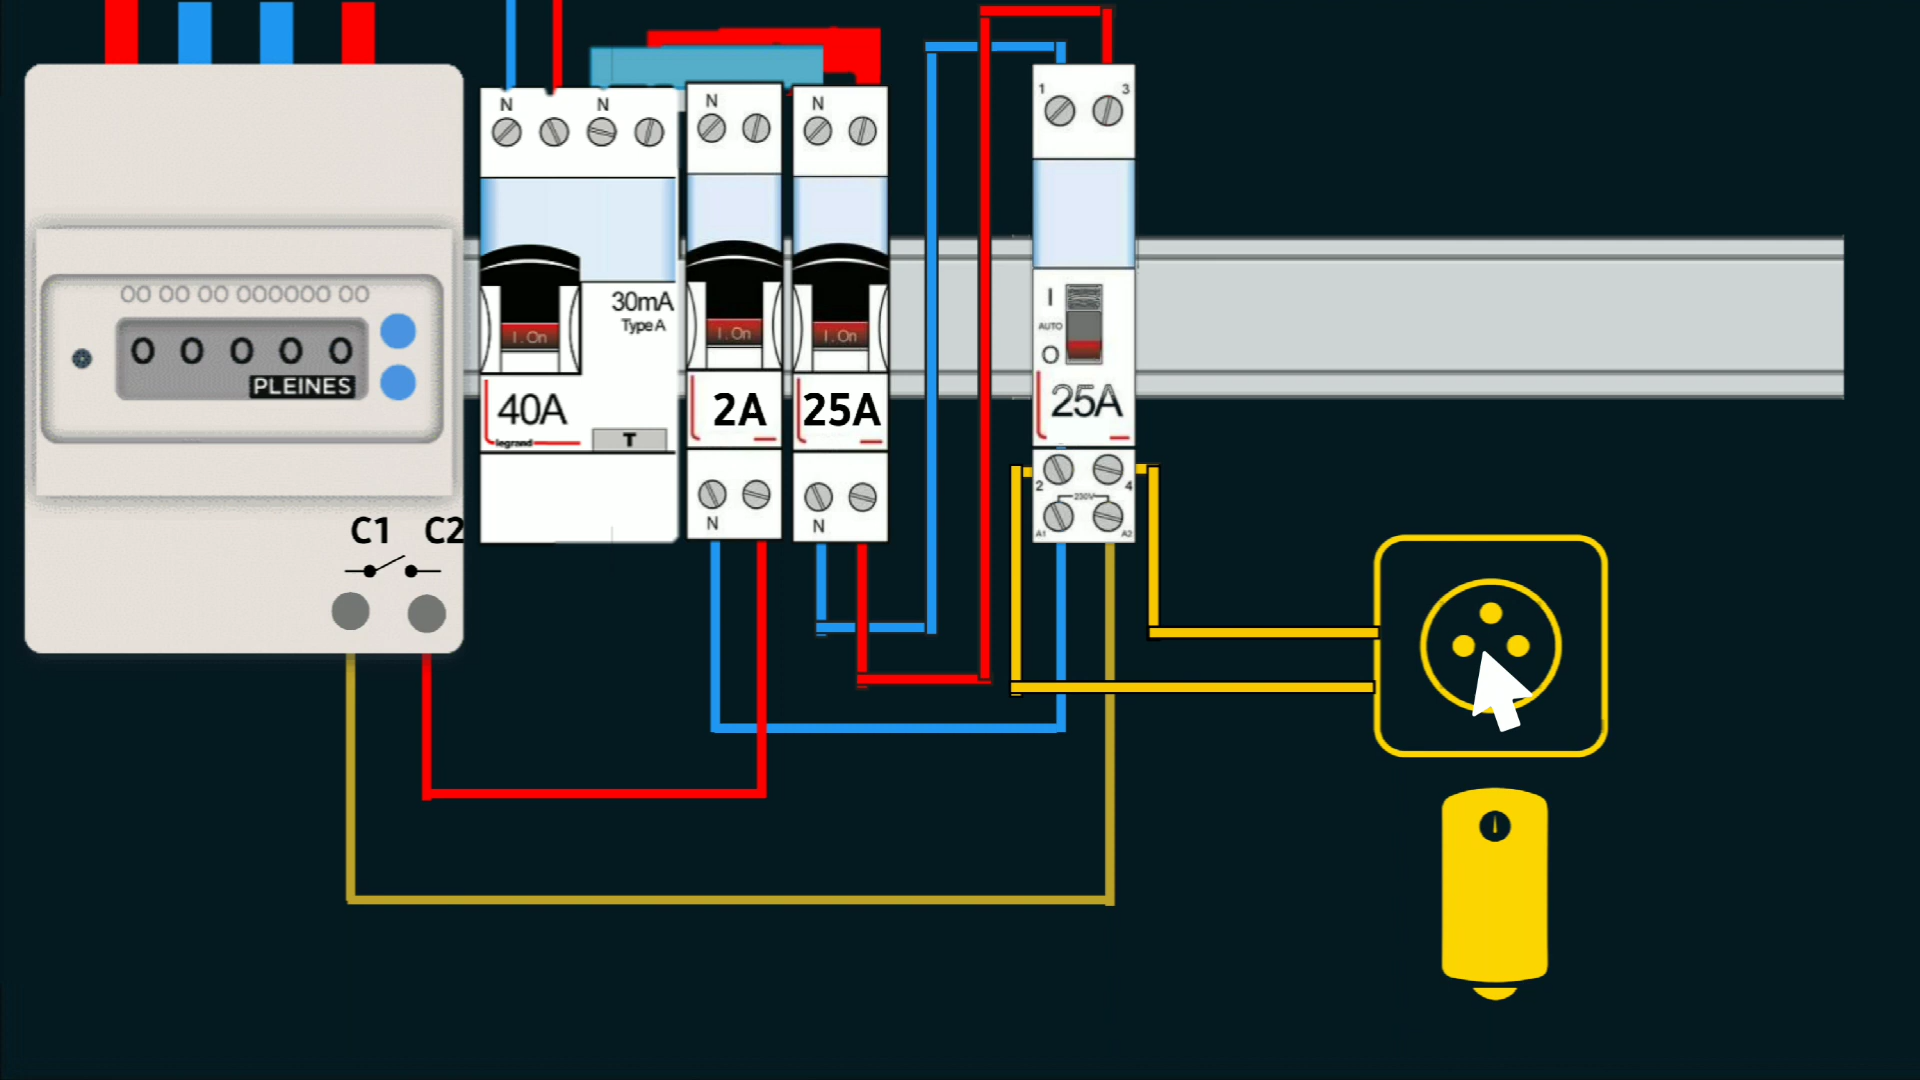 00 00 00 000000 00
0 0 0 0 0
PLEINES
C1 C2
N N
I.On
30mA
Type A
40A
legrand
T
N
I.On
2A
N
N
I.On
25A
N
1 3
I
AUTO
O
25A
2 4
230V
A1 A2